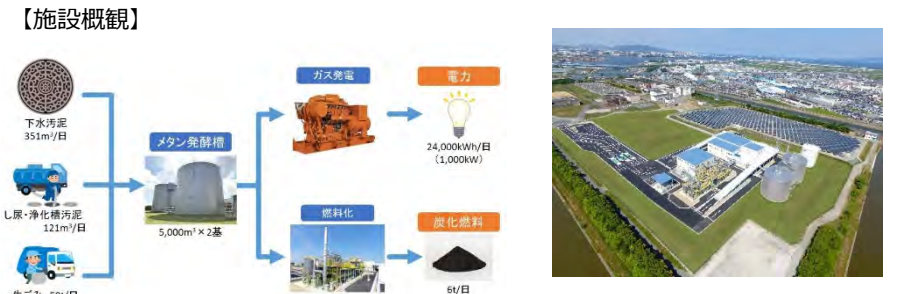 【施設概観】
下水汚泥
351m³/日
し尿・浄化槽汚泥
121m³/日
メタン発酵槽
5,000m³×2基
ガス発電
電力
24,000kWh/日
(1,000kW)
燃料化
炭化燃料
6t/日